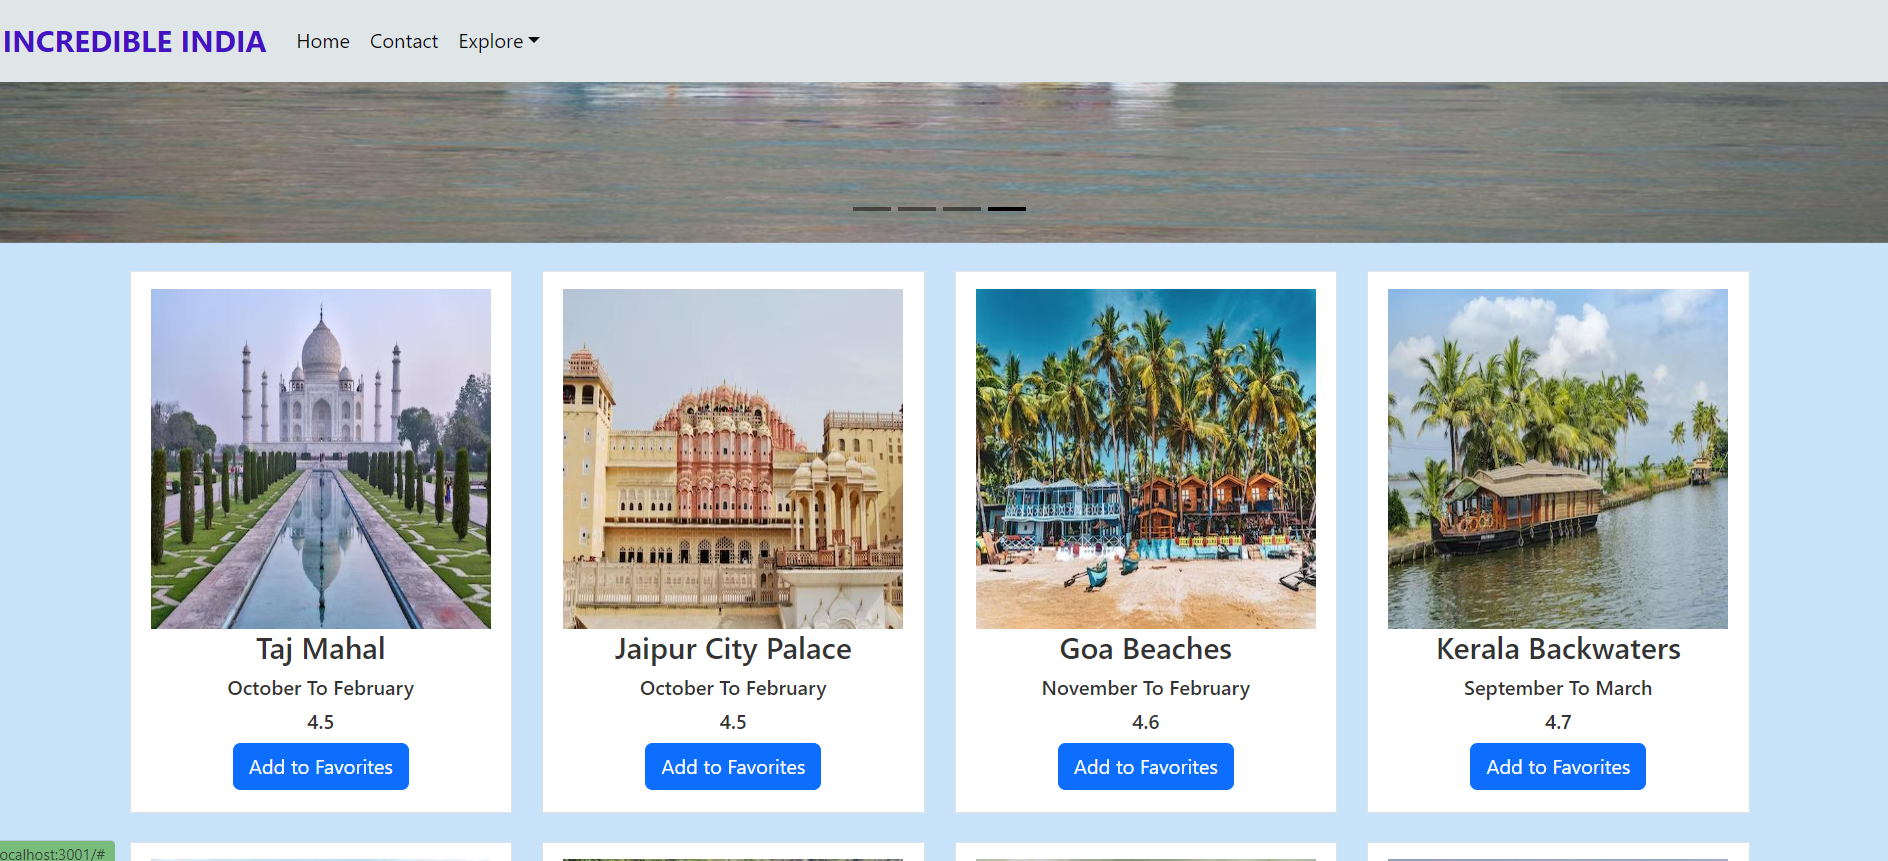 INCREDIBLE INDIA Home Contact Explore
Taj Mahal
October To February
4.5
Add to Favorites
Jaipur City Palace
October To February
4.5
Add to Favorites
Goa Beaches
November To February
4.6
Add to Favorites
Kerala Backwaters
September To March
4.7
Add to Favorites
ocalhost:3001/#